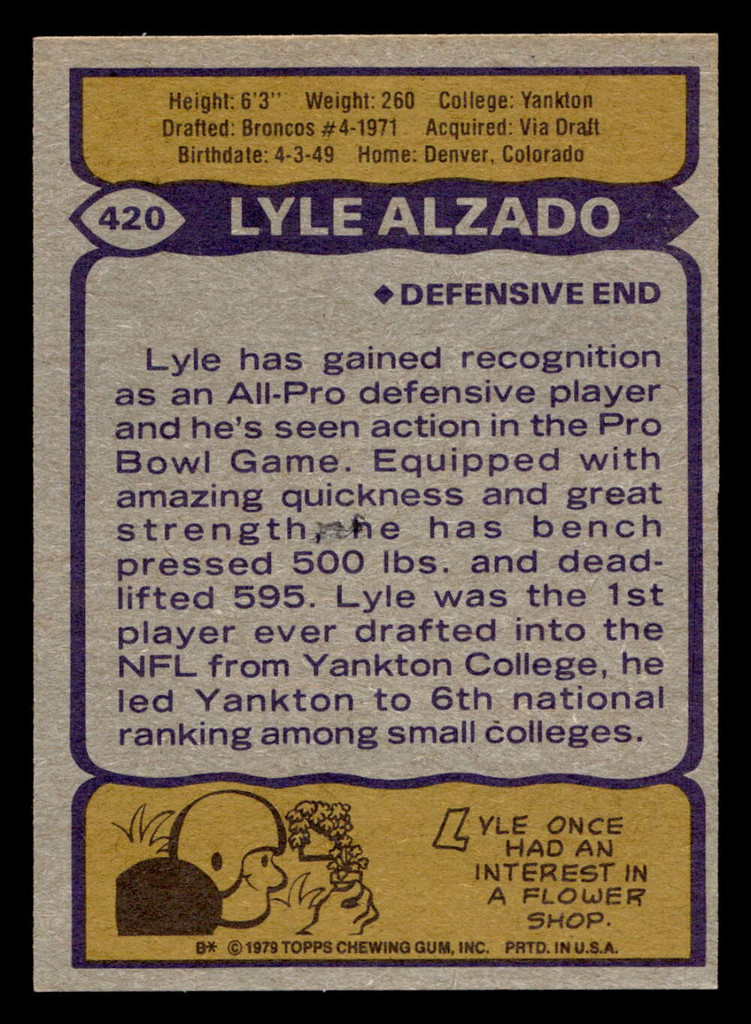 Height: 6'3" Weight: 260 College: Yankton
Drafted: Broncos #4-1971 Acquired: Via Draft
Birthdate: 4-3-49 Home: Denver, Colorado
420 LYLE ALZADO
◆ DEFENSIVE END
Lyle has gained recognition
as an All-Pro defensive player
and he's seen action in the Pro
Bowl Game. Equipped with
amazing quickness and great
strength, he has bench
pressed 500 lbs. and dead-
lifted 595. Lyle was the 1st
player ever drafted into the
NFL from Yankton College, he
led Yankton to 6th national
ranking among small colleges.
LYLE ONCE
HAD AN
INTEREST IN
A FLOWER
SHOP.
B* © 1979 TOPPS CHEWING GUM, INC. PRTD. IN U.S.A.